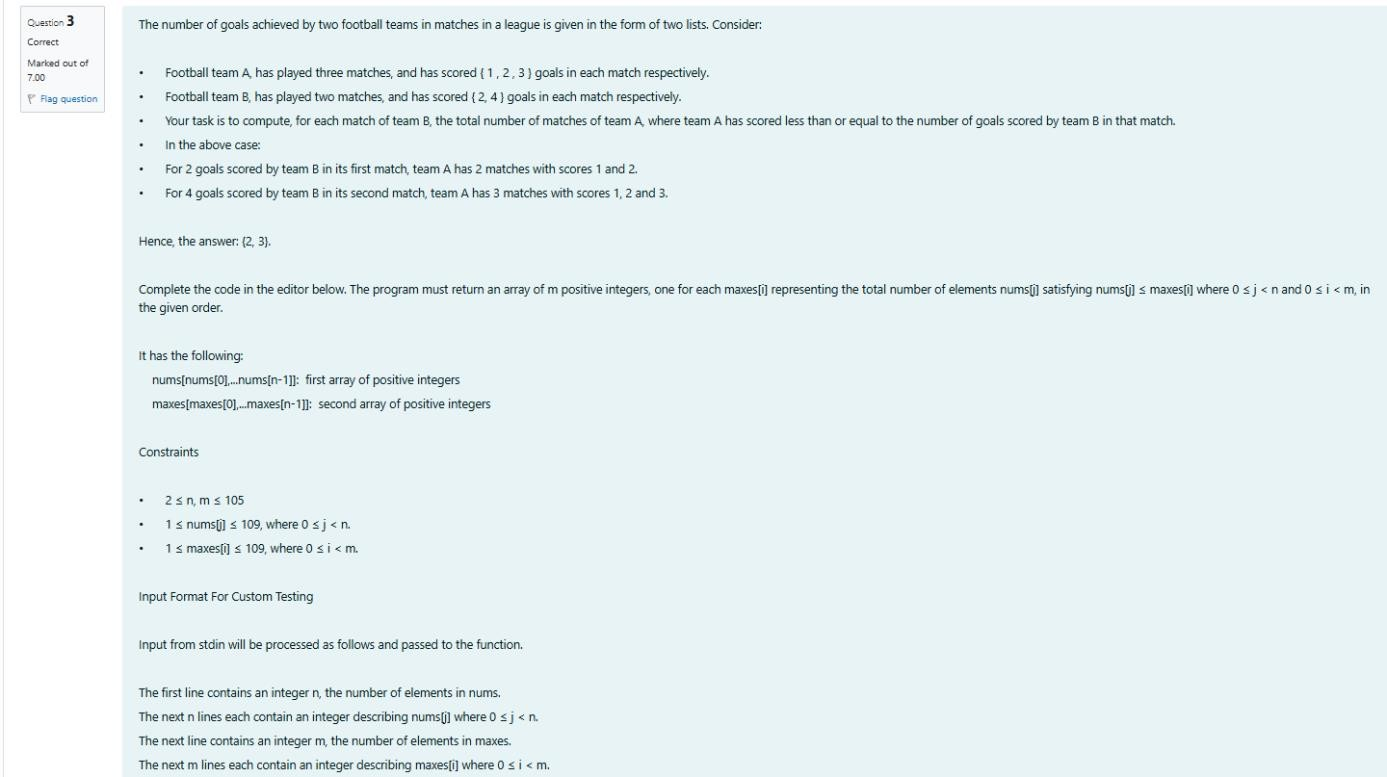 Question 3
Correct
Marked out of
7.00
Flag question
The number of goals achieved by two football teams in matches in a league is given in the form of two lists. Consider:
• Football team A, has played three matches, and has scored { 1 , 2 , 3 } goals in each match respectively.
• Football team B, has played two matches, and has scored { 2, 4 } goals in each match respectively.
• Your task is to compute, for each match of team B, the total number of matches of team A, where team A has scored less than or equal to the number of goals scored by team B in that match.
• In the above case:
• For 2 goals scored by team B in its first match, team A has 2 matches with scores 1 and 2.
• For 4 goals scored by team B in its second match, team A has 3 matches with scores 1, 2 and 3.
Hence, the answer: {2, 3}.
Complete the code in the editor below. The program must return an array of m positive integers, one for each maxes[i] representing the total number of elements nums[j] satisfying nums[j] ≤ maxes[i] where 0 ≤ j < n and 0 ≤ i < m, in
the given order.
It has the following:
nums[nums[0],...nums[n-1]]: first array of positive integers
maxes[maxes[0],...maxes[n-1]]: second array of positive integers
Constraints
• 2 ≤ n, m ≤ 105
• 1 ≤ nums[j] ≤ 109, where 0 ≤ j < n.
• 1 ≤ maxes[i] ≤ 109, where 0 ≤ i < m.
Input Format For Custom Testing
Input from stdin will be processed as follows and passed to the function.
The first line contains an integer n, the number of elements in nums.
The next n lines each contain an integer describing nums[j] where 0 ≤ j < n.
The next line contains an integer m, the number of elements in maxes.
The next m lines each contain an integer describing maxes[i] where 0 ≤ i < m.